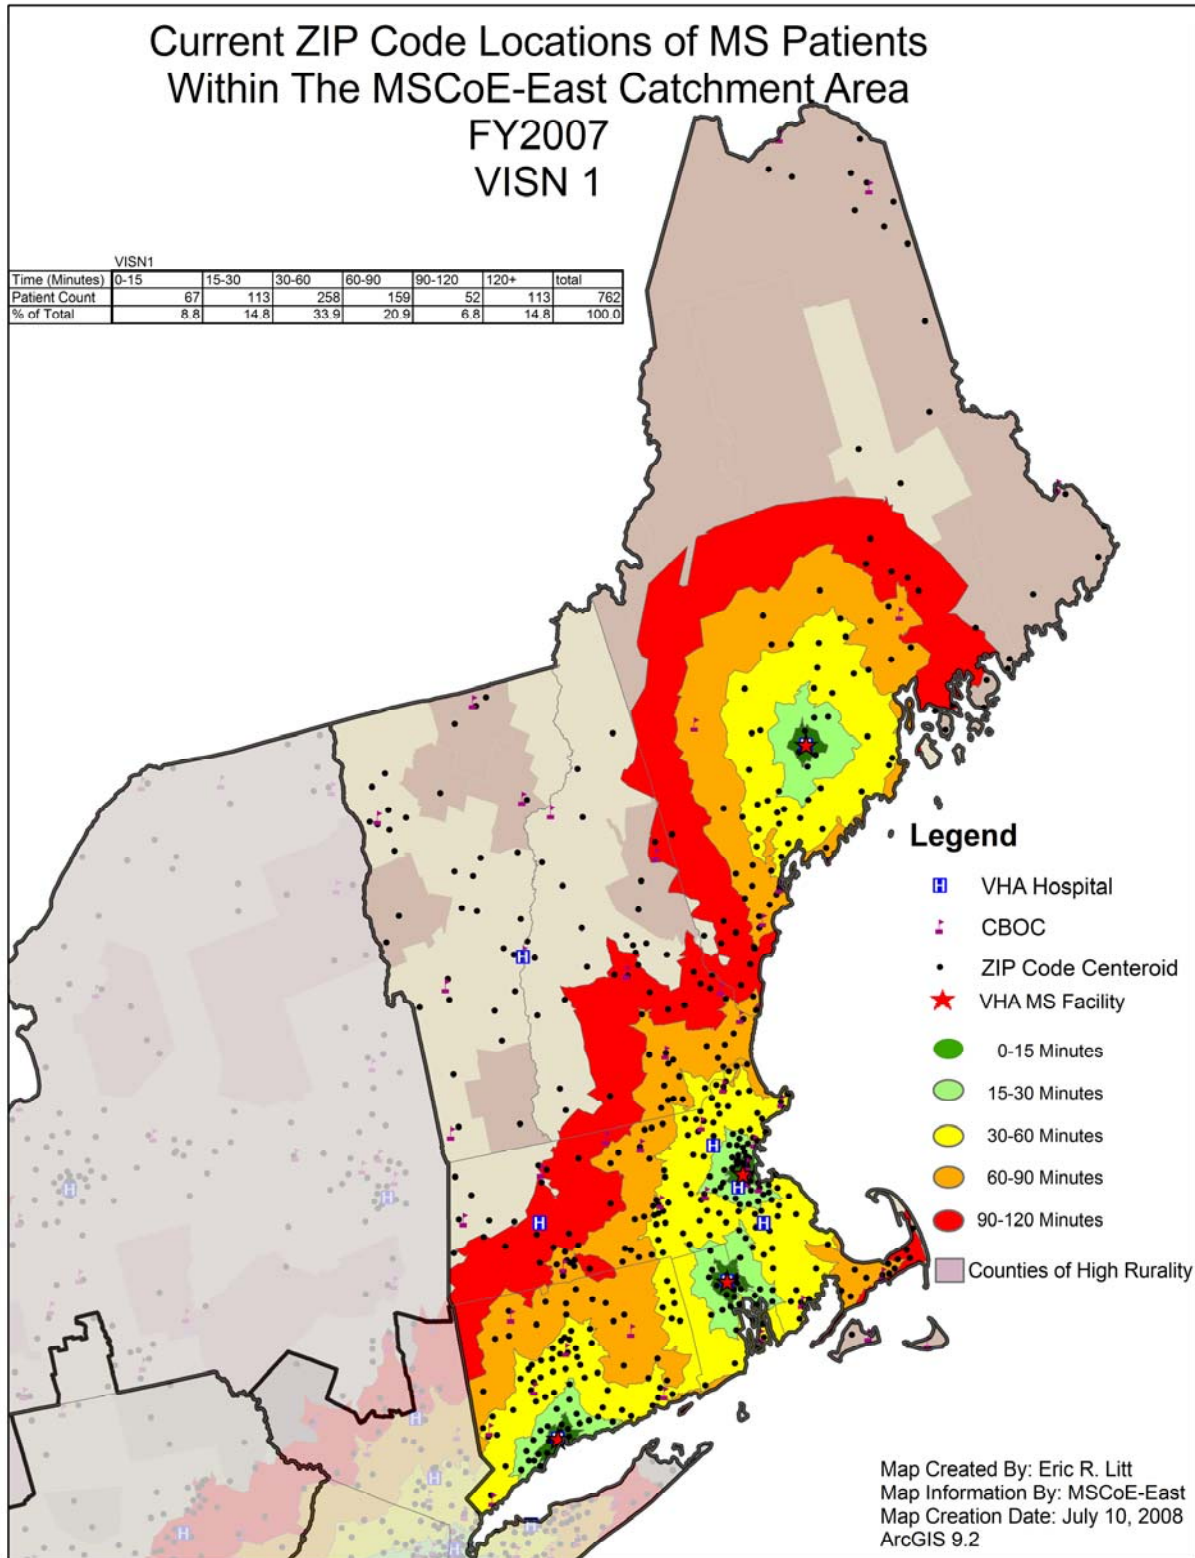 Current ZIP Code Locations of MS Patients
Within The MSCoE-East Catchment Area
FY2007
VISN 1
VISN1
Time (Minutes) 0-15 15-30 30-60 60-90 90-120 120+ total
Patient Count 67 113 258 159 52 113 762
% of Total 8.8 14.8 33.9 20.9 6.8 14.8 100.0
Legend
H VHA Hospital
CBOC
ZIP Code Centeroid
VHA MS Facility
0-15 Minutes
15-30 Minutes
30-60 Minutes
60-90 Minutes
90-120 Minutes
Counties of High Rurality
H
H
H
H
H
H
H
H
H
H
H
H
Map Created By: Eric R. Litt
Map Information By: MSCoE-East
Map Creation Date: July 10, 2008
ArcGIS 9.2